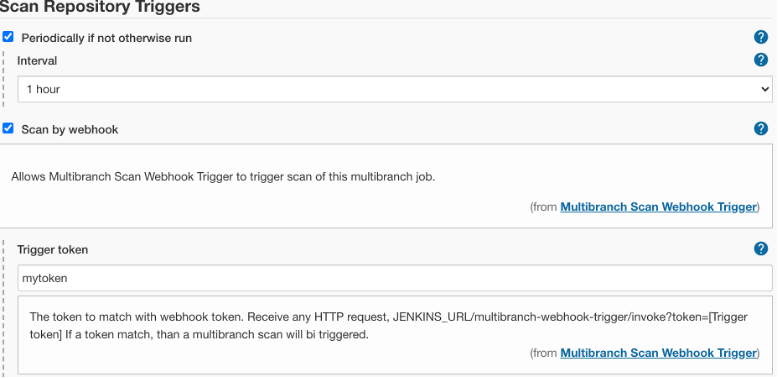 Scan Repository Triggers
Periodically if not otherwise run
Interval
1 hour
Scan by webhook
Allows Multibranch Scan Webhook Trigger to trigger scan of this multibranch job.
(from Multibranch Scan Webhook Trigger)
Trigger token
mytoken
The token to match with webhook token. Receive any HTTP request, JENKINS_URL/multibranch-webhook-trigger/invoke?token=[Trigger
token] If a token match, than a multibranch scan will bi triggered.
(from Multibranch Scan Webhook Trigger)